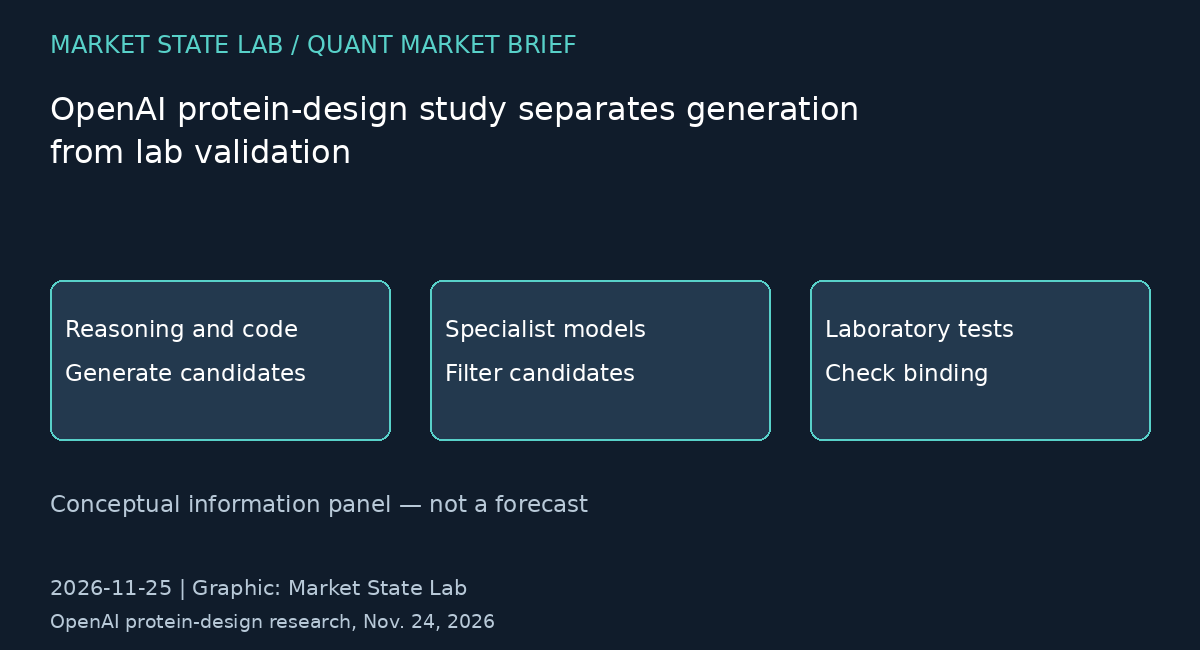 MARKET STATE LAB / QUANT MARKET BRIEF
OpenAI protein-design study separates generation
from lab validation
Reasoning and code
Generate candidates
Specialist models
Filter candidates
Laboratory tests
Check binding
Conceptual information panel — not a forecast
2026-11-25 | Graphic: Market State Lab
OpenAI protein-design research, Nov. 24, 2026